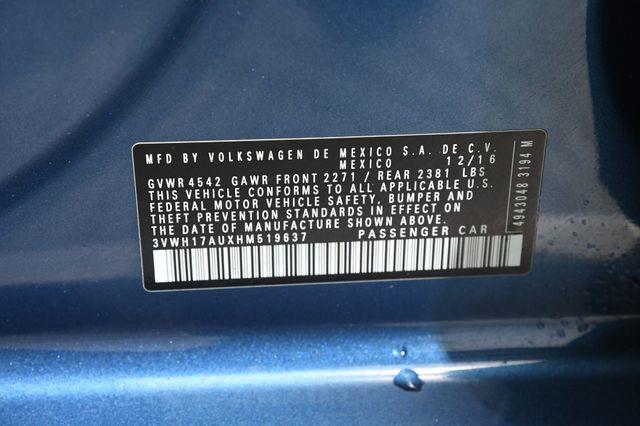 MFD BY VOLKSWAGEN DE MEXICO S.A. DE C.V.
MEXICO 12/16
GVWR 4542 GAWR FRONT 2271 / REAR 2381 LBS
THIS VEHICLE CONFORMS TO ALL APPLICABLE U.S.
FEDERAL MOTOR VEHICLE SAFETY, BUMPER AND
THEFT PREVENTION STANDARDS IN EFFECT ON
THE DATE OF MANUFACTURE SHOWN ABOVE.
3VWH17AUXHM519637 PASSENGER CAR
4943048 3194 M